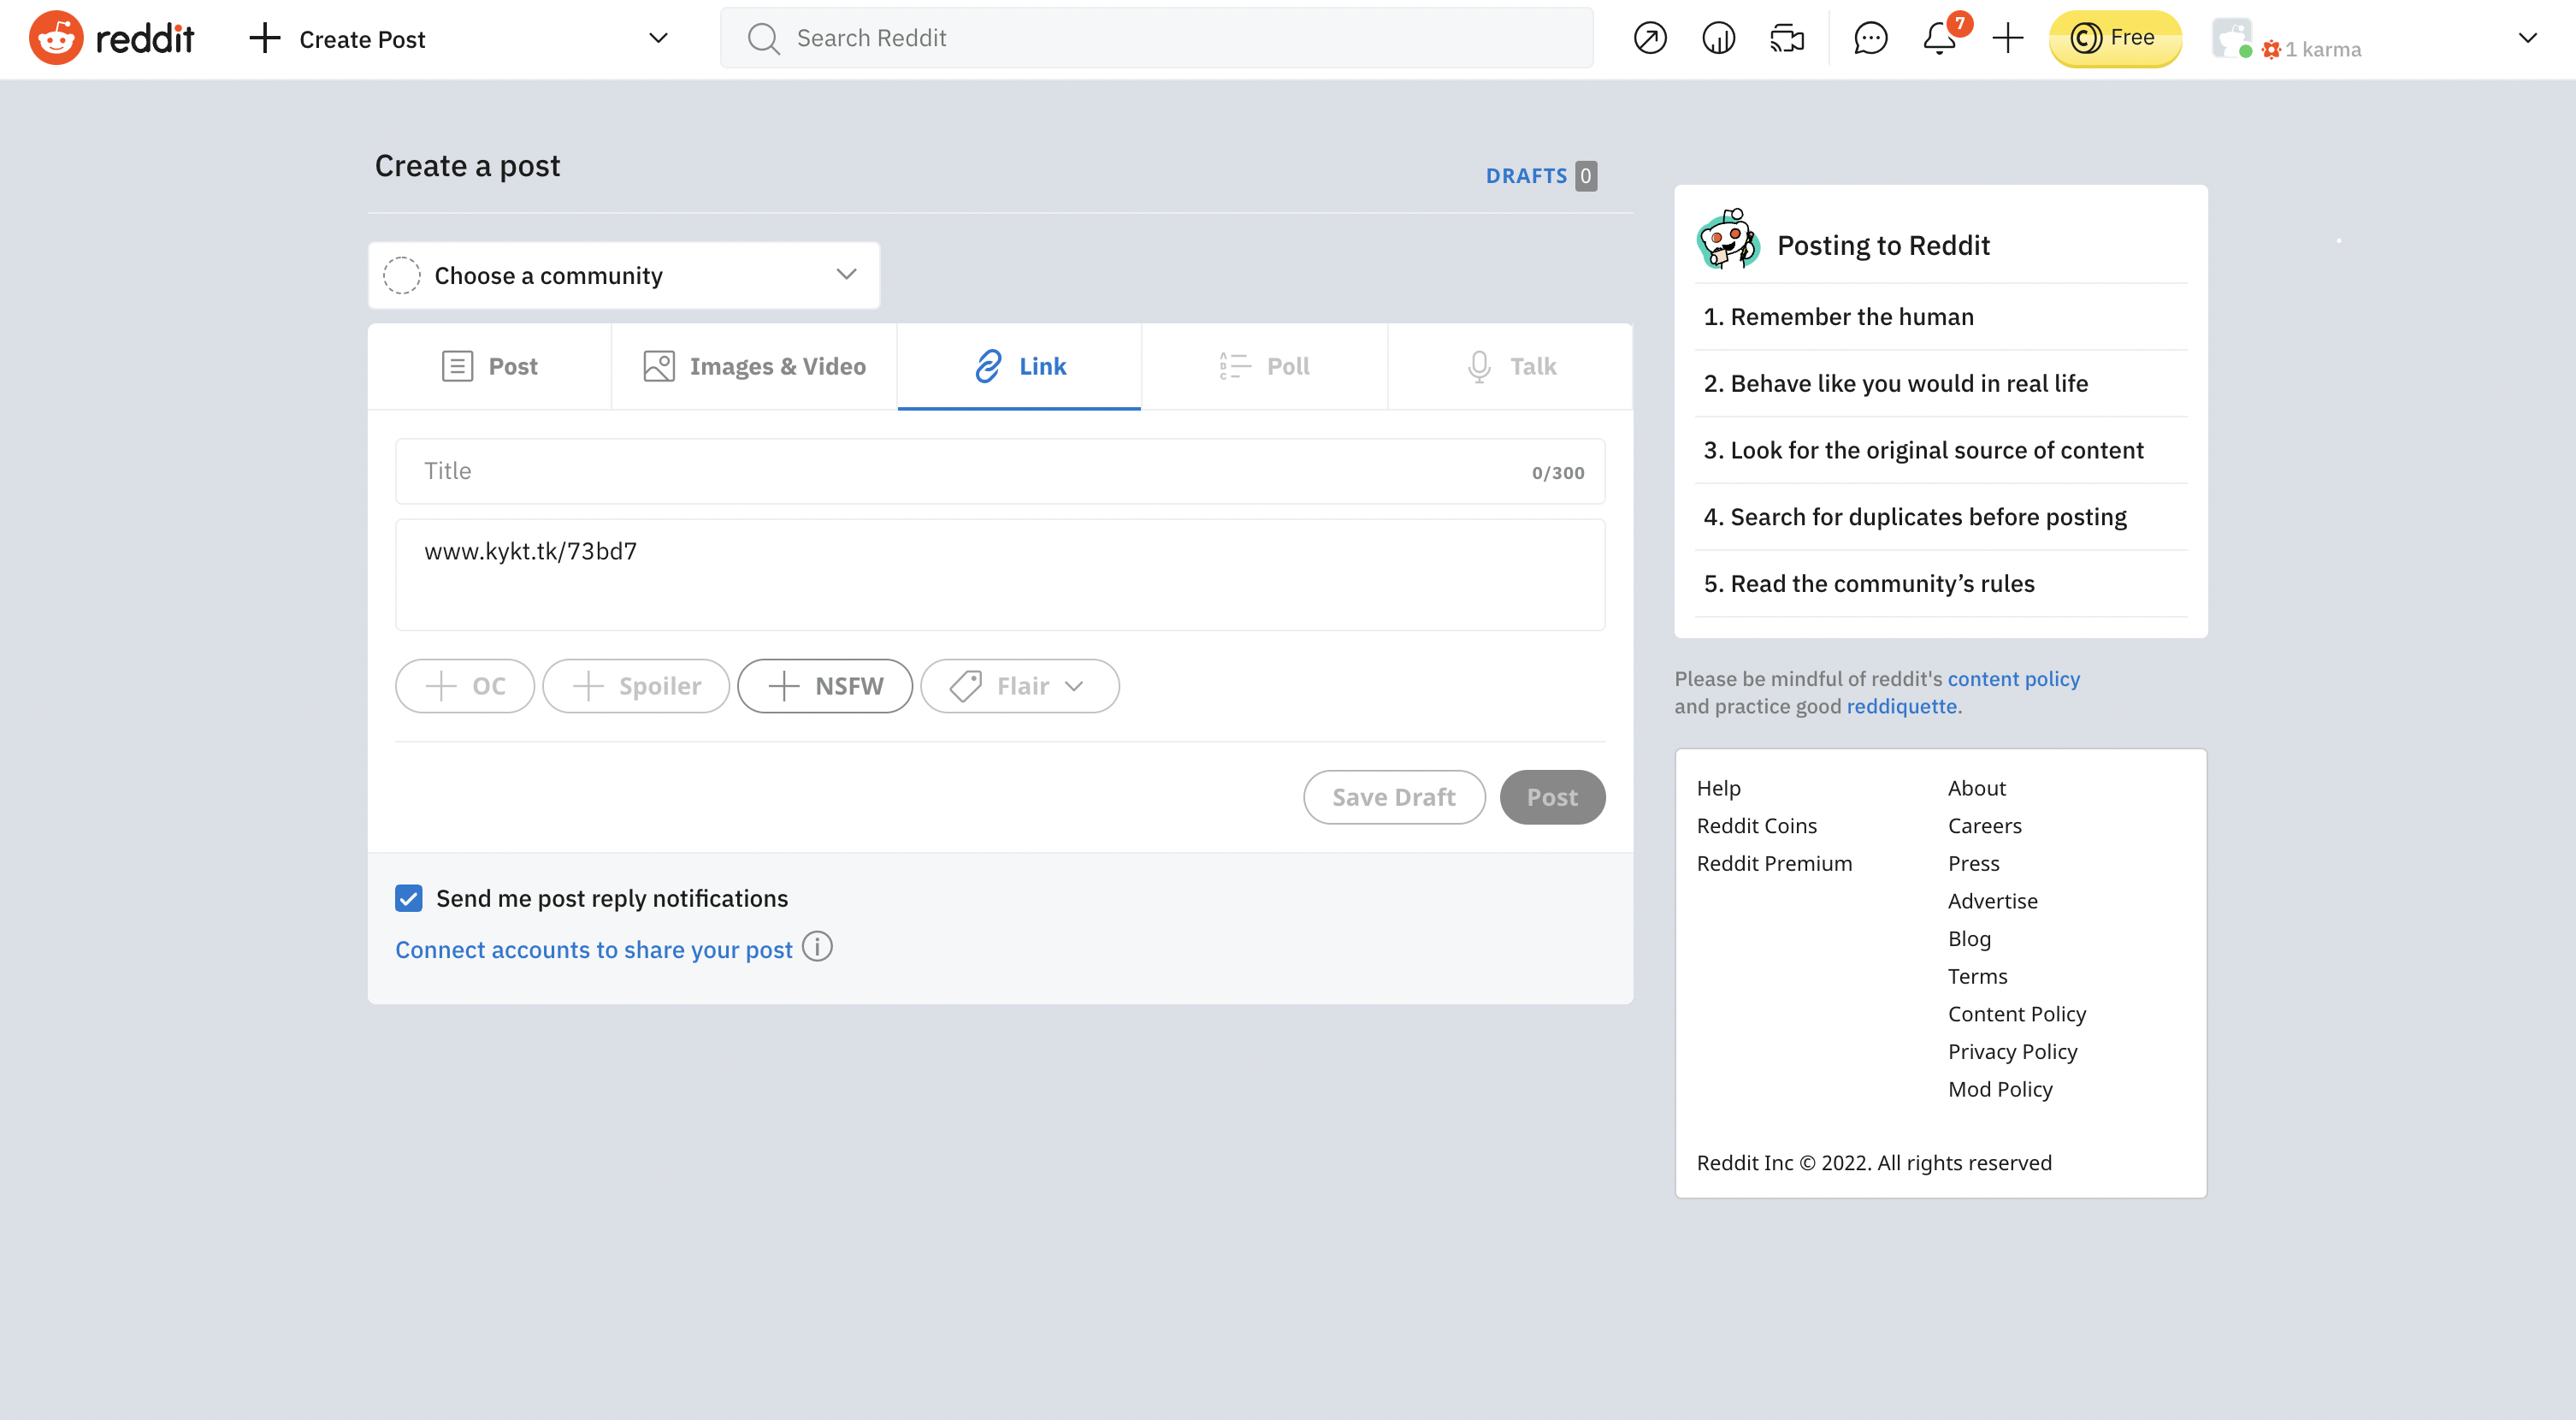 reddit
Create Post
Search Reddit
7
Free
1 karma
Create a post
DRAFTS 0
Choose a community
Post
Images & Video
Link
A
B
C
Poll
Talk
Title
0/300
www.kykt.tk/73bd7
OC
Spoiler
NSFW
Flair
Save Draft
Post
Send me post reply notifications
Connect accounts to share your post
Posting to Reddit
1. Remember the human
2. Behave like you would in real life
3. Look for the original source of content
4. Search for duplicates before posting
5. Read the community’s rules
Please be mindful of reddit's content policy
and practice good reddiquette.
Help
Reddit Coins
Reddit Premium
About
Careers
Press
Advertise
Blog
Terms
Content Policy
Privacy Policy
Mod Policy
Reddit Inc © 2022. All rights reserved